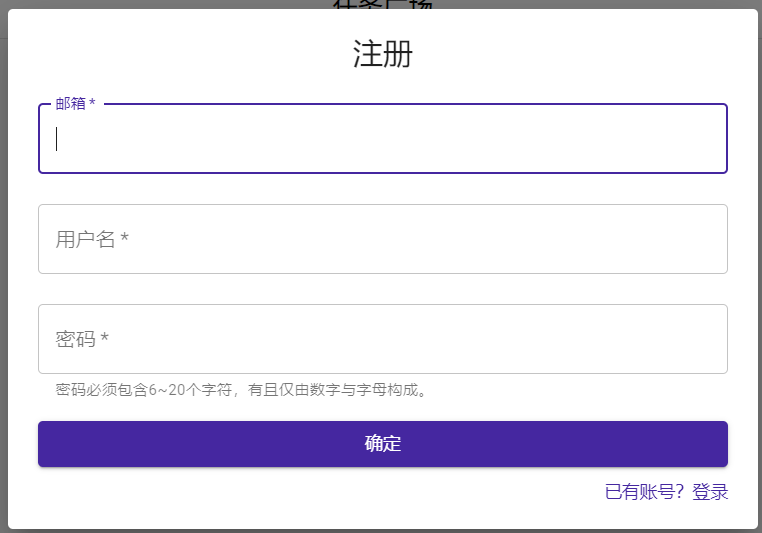 注册
邮箱 *
用户名 *
密码 *
密码必须包含6~20个字符，有且仅由数字与字母构成。
确定
已有账号？登录